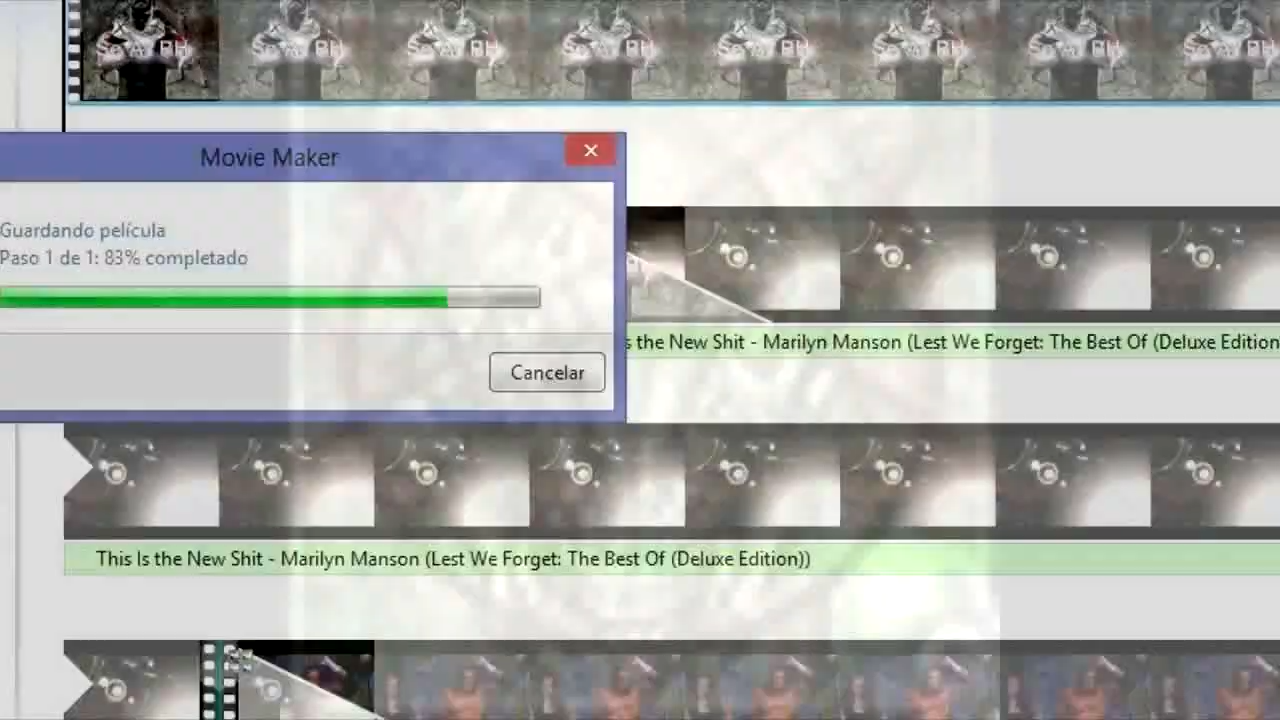 Movie Maker
Guardando película
Paso 1 de 1: 83% completado
Cancelar
s the New Shit - Marilyn Manson (Lest We Forget: The Best Of (Deluxe Edition
This Is the New Shit - Marilyn Manson (Lest We Forget: The Best Of (Deluxe Edition))